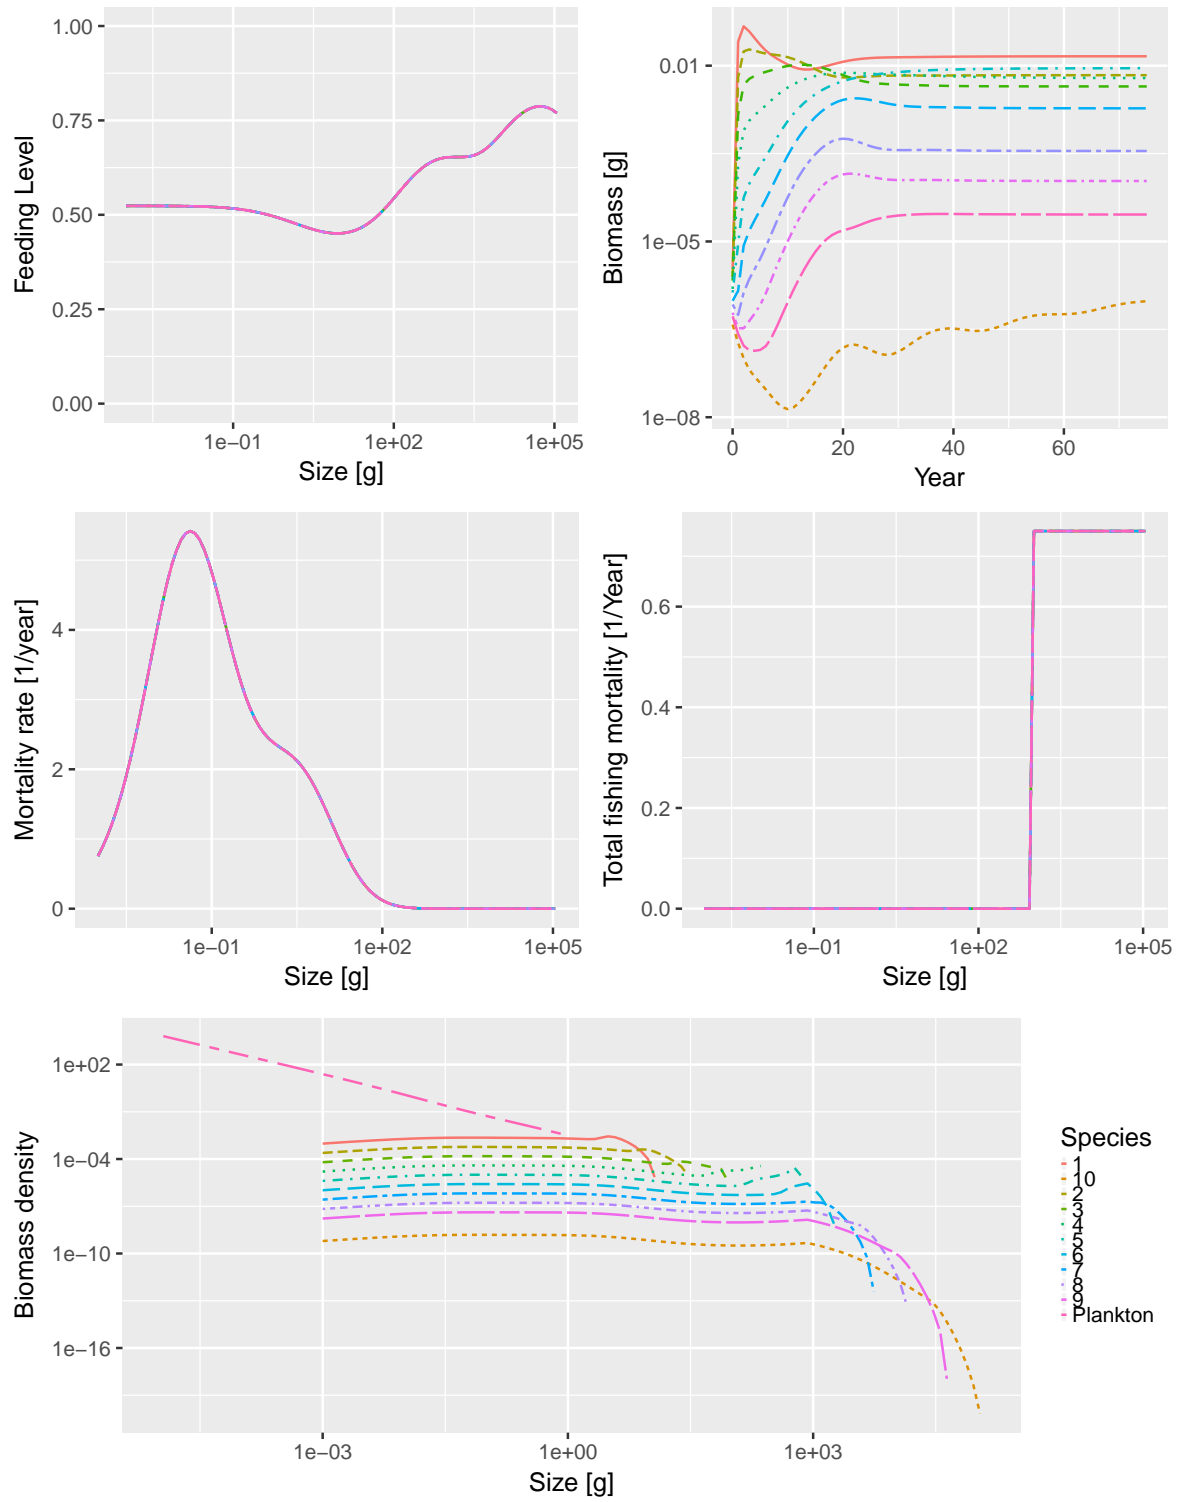 1.00
0.75
0.50
0.25
0.00
Feeding Level
1e−01
1e+02
1e+05
Size [g]
0.01
1e−05
1e−08
Biomass [g]
0
20
40
60
Year
4
2
0
Mortality rate [1/year]
1e−01
1e+02
1e+05
Size [g]
0.6
0.4
0.2
0.0
Total fishing mortality [1/Year]
1e−01
1e+02
1e+05
Size [g]
1e+02
1e−04
1e−10
1e−16
Biomass density
1e−03
1e+00
1e+03
Size [g]
Species
1
10
2
3
4
5
6
7
8
9
Plankton